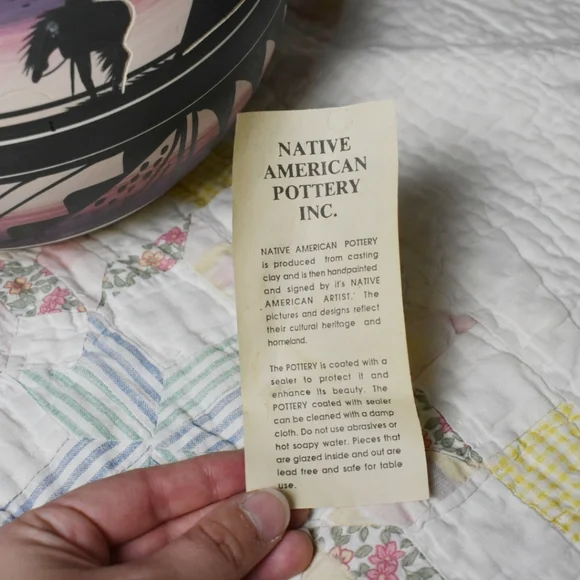 NATIVE
AMERICAN
POTTERY
INC.
NATIVE AMERICAN POTTERY
is produced from casting
clay and is then handpainted
and signed by it's NATIVE
AMERICAN ARTIST. The
pictures and designs reflect
their cultural heritage and
homeland.
The POTTERY is coated with a
sealer to protect it and
enhance its beauty. The
POTTERY coated with sealer
can be cleaned with a damp
cloth. Do not use abrasives or
hot soapy water. Pieces that
are glazed inside and out are
lead free and safe for table
use.